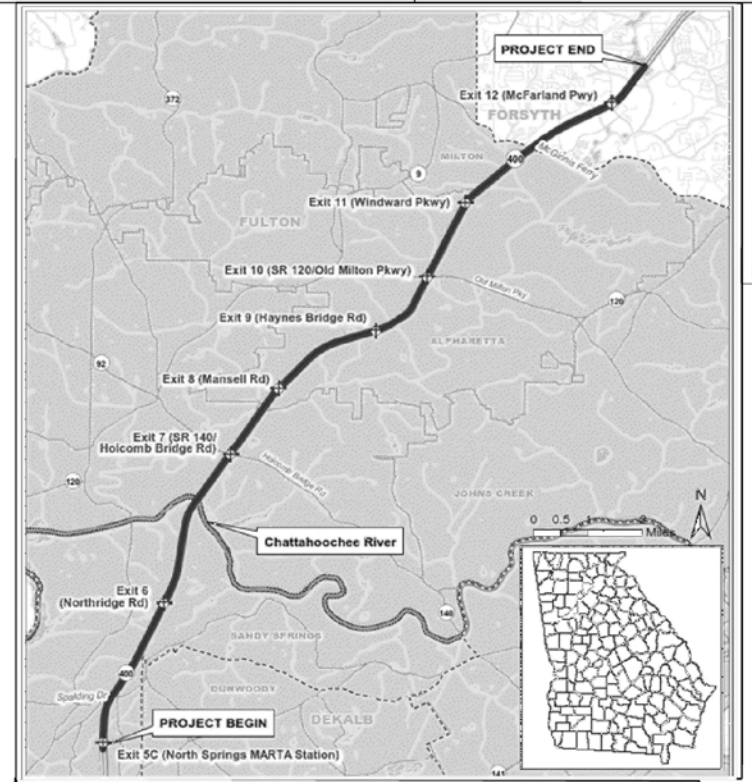 PROJECT END
Exit 12 (McFarland Pwy)
FORSYTH
372
MILTON
400
McGinnis Ferry
9
Exit 11 (Windward Pkwy)
FULTON
Exit 10 (SR 120/Old Milton Pkwy)
Old Milton Pkl
120
Exit 9 (Haynes Bridge Rd)
ALPHARETTA
92
Exit 8 (Mansell Rd)
Exit 7 (SR 140/
Holcomb Bridge Rd)
Holcomb Bridge Rd
120
JOHNS CREEK
N
0 0.5 1 2
Miles
Chattahoochee River
Exit 6
(Northridge Rd)
140
SANDY SPRINGS
400
Spalding Dr
DUNWOODY
PROJECT BEGIN
DEKALB
Exit 5C (North Springs MARTA Station)
141